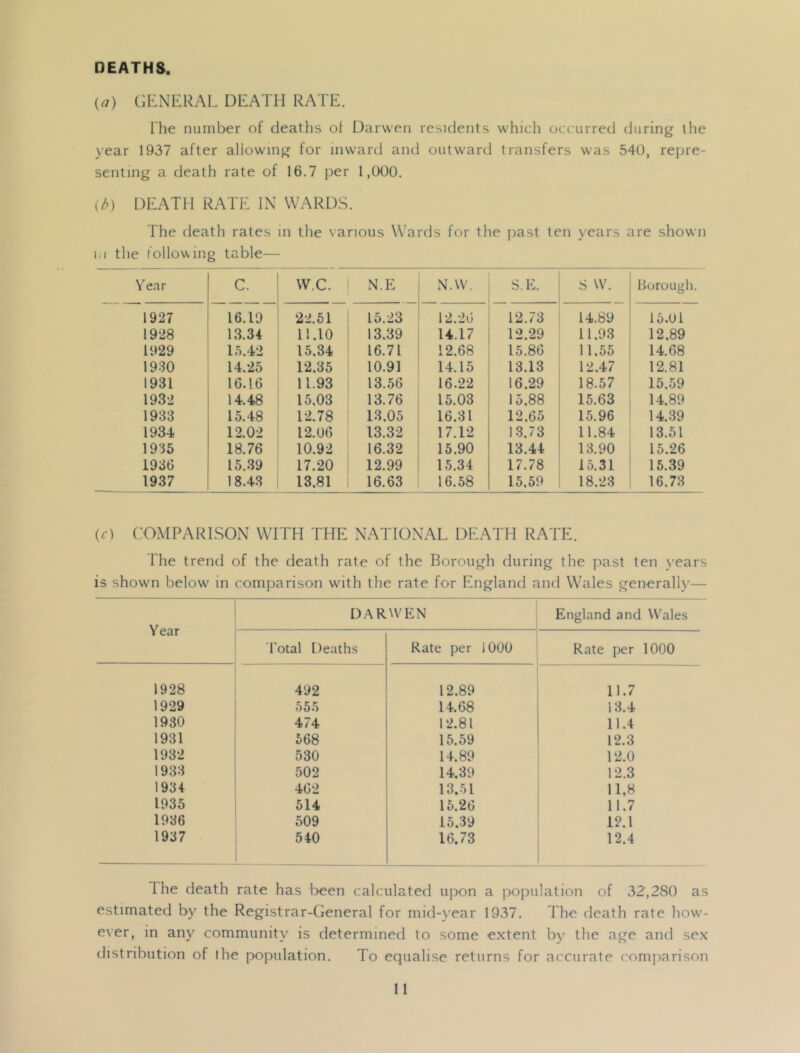 DEATHS.
(a) GENERAL DEATH RATE.
The number of deaths of Darwen residents which occurred during the
year 1937 after allowing for inward and outward transfers was 540, repre-
senting a death rate of 16.7 per 1,000.
(b) DEATH RATE IN WARDS.
The death rates in the various Wards for the past ten years are shown
in the following table—
Year C. W.C. N.E N.W. S.E. S W. Borough.
1927 16.19 22.51 15.23 12.20 12.73 14.89 15.01
1928 13.34 11.10 13.39 14.17 12.29 11.93 12.89
1929 15.42 15.34 16.71 12.68 15.86 11.55 14.68
1930 14.25 12.35 10.91 14.15 13.13 12.47 12.81
1931 16.16 11.93 13.56 16.22 16.29 18.57 15.59
1932 14.48 15.03 13.76 15.03 15.88 15.63 14.89
1933 15.48 12.78 13.05 16.31 12.65 15.96 14.39
1934 12.02 12.06 13.32 17.12 13.73 11.84 13.51
1935 18.76 10.92 16.32 15.90 13.44 13.90 15.26
1936 15.39 17.20 12.99 15.34 17.78 15.31 15.39
1937 18.43 13.81 16.63 16.58 15.59 18.23 16.73
(c) COMPARISON WITH THE NATIONAL DEATH RATE.
The trend of the death rate of the Borough during the past ten years
is shown below in comparison with the rate for England and Wales generally—
Year DARWEN England and Wales
Total Deaths Rate per 1000 Rate per 1000
1928 492 12.89 11.7
1929 555 14.68 13.4
1930 474 12.81 11.4
1931 568 15.59 12.3
1932 530 14.89 12.0
1933 502 14.39 12.3
1934 462 13.51 11.8
1935 514 15.26 11.7
1936 509 15.39 12.1
1937 540 16.73 12.4
The death rate has been calculated upon a population of 32,280 as
estimated by the Registrar-General for mid-year 1937. The death rate how-
ever, in any community is determined to some extent by the age and sex
distribution of the population. To equalise returns for accurate comparison
11